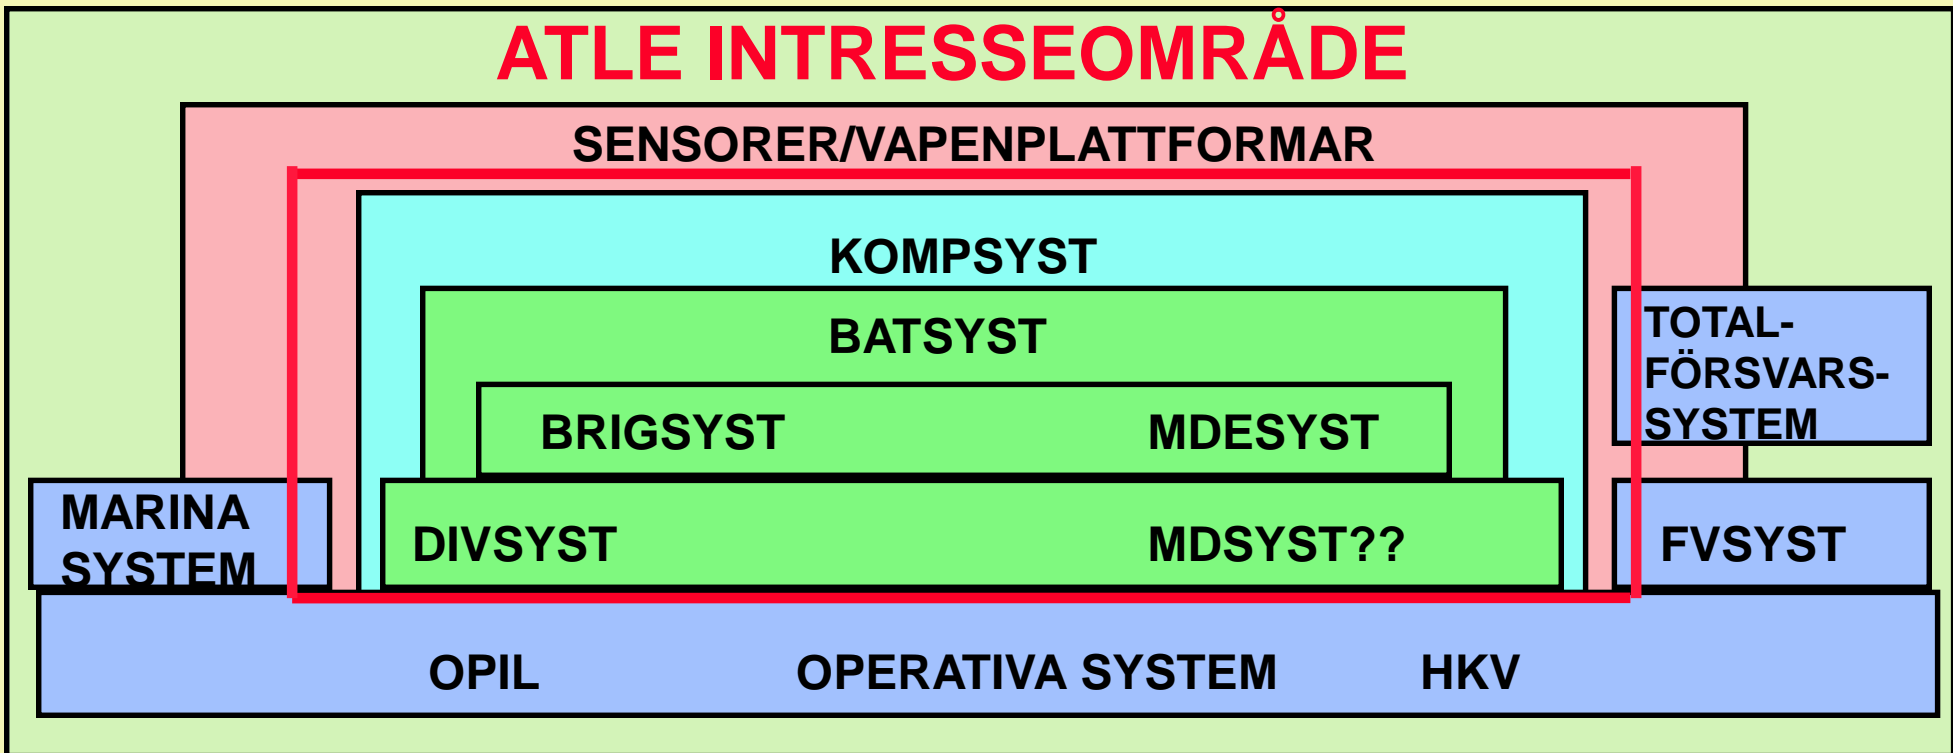 ATLE INTRESSEOMRÅDE
SENSORER/VAPENPLATTFORMAR
KOMPSYST
BATSYST
TOTAL-
FÖRSVARS-
SYSTEM
BRIGSYST MDESYST
MARINA
SYSTEM
DIVSYST MDSYST??
FVSYST
OPIL OPERATIVA SYSTEM HKV